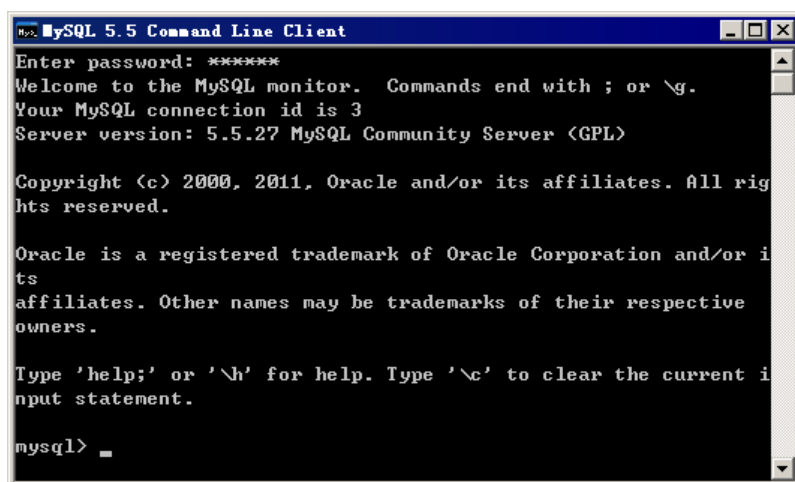 MySQL 5.5 Command Line Client
Enter password: ******
Welcome to the MySQL monitor.  Commands end with ; or \g.
Your MySQL connection id is 3
Server version: 5.5.27 MySQL Community Server (GPL)
Copyright (c) 2000, 2011, Oracle and/or its affiliates. All rig
hts reserved.
Oracle is a registered trademark of Oracle Corporation and/or i
ts
affiliates. Other names may be trademarks of their respective
owners.
Type 'help;' or '\h' for help. Type '\c' to clear the current i
nput statement.
mysql> _